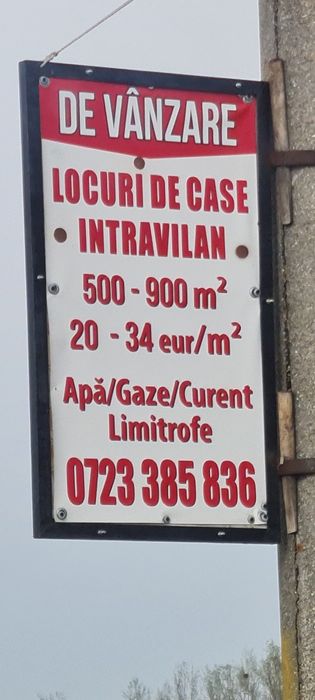 DE VÂNZARE
LOCURI DE CASE
INTRAVILAN
500 - 900 m²
20 - 34 eur/m²
Apă/Gaze/Curent
Limitrofe
0723 385 836